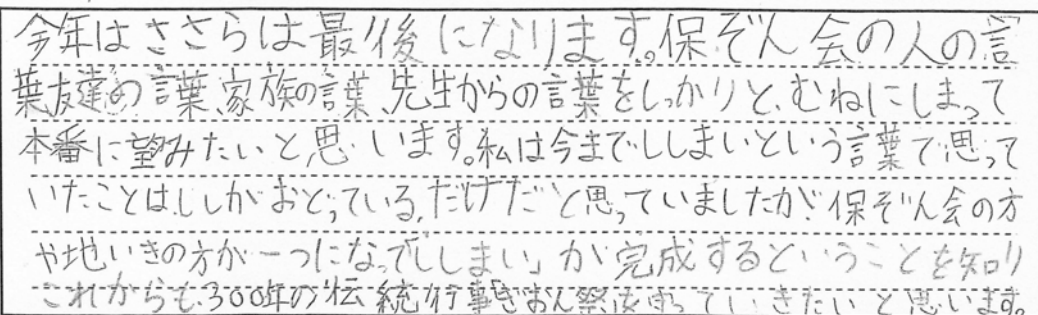 今年はささらは最後になります。保ぞん会の人の言
葉友達の言葉、家族の言葉、先生からの言葉をしっかりと、むねにしまって
本番に望みたいと思います。私は今までししまいという言葉で思って
いたことは、ししがおどっている、だけだと思っていましたが、保ぞん会の方
や地いきの方が一つになって「ししまい」が完成するということを知り
これからも、300年の伝統行事「ぎおん祭」を守っていきたいと思います。